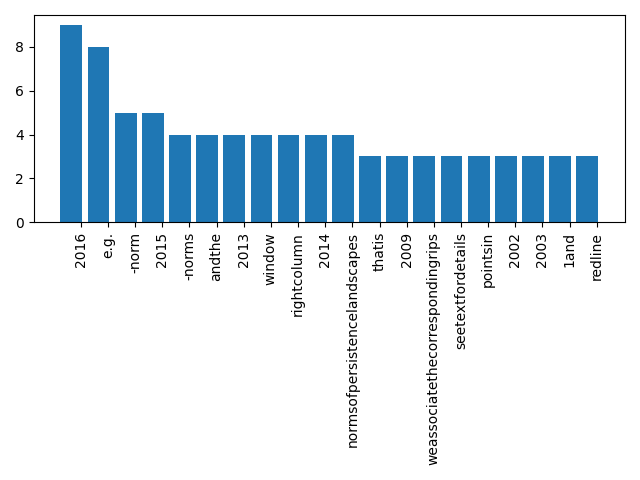 8
6
4
2
0
2016
e.g.
-norm
2015
-norms
andthe
2013
window
rightcolumn
2014
normsofpersistencelandscapes
thatis
2009
weassociatethecorrespondingrips
seetextfordetails
pointsin
2002
2003
1and
redline